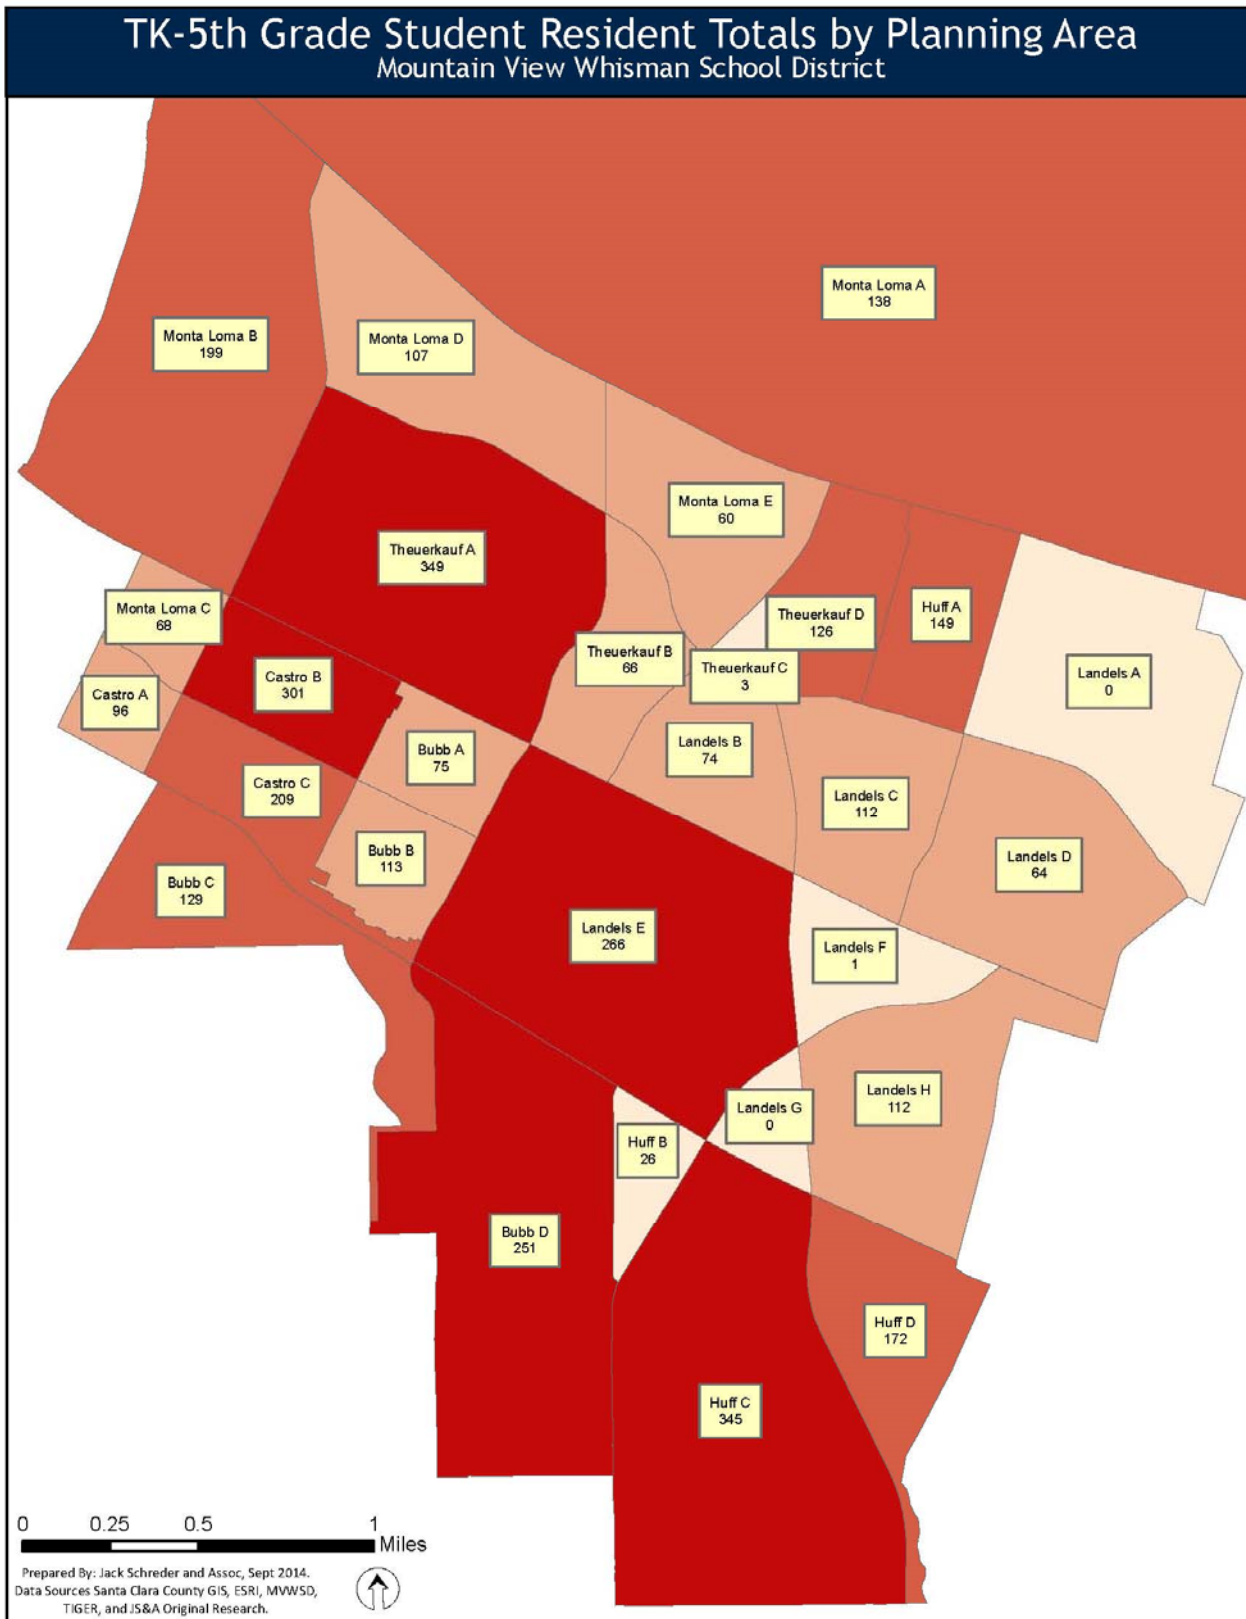 TK-5th Grade Student Resident Totals by Planning Area
Mountain View Whisman School District
Monta Loma A
138
Monta Loma B
199
Monta Loma D
107
Monta Loma E
60
Theuerkauf A
349
Monta Loma C
68
Theuerkauf D
126
Huff A
149
Theuerkauf B
66
Theuerkauf C
3
Landels A
0
Castro B
301
Castro A
96
Bubb A
75
Landels B
74
Castro C
209
Landels C
112
Bubb B
113
Landels D
64
Bubb C
129
Landels E
266
Landels F
1
Landels H
112
Landels G
0
Huff B
26
Bubb D
251
Huff D
172
Huff C
345
0 0.25 0.5 1
Miles
Prepared By: Jack Schreder and Assoc, Sept 2014.
Data Sources Santa Clara County GIS, ESRI, MVWSD,
TIGER, and JS&A Original Research.